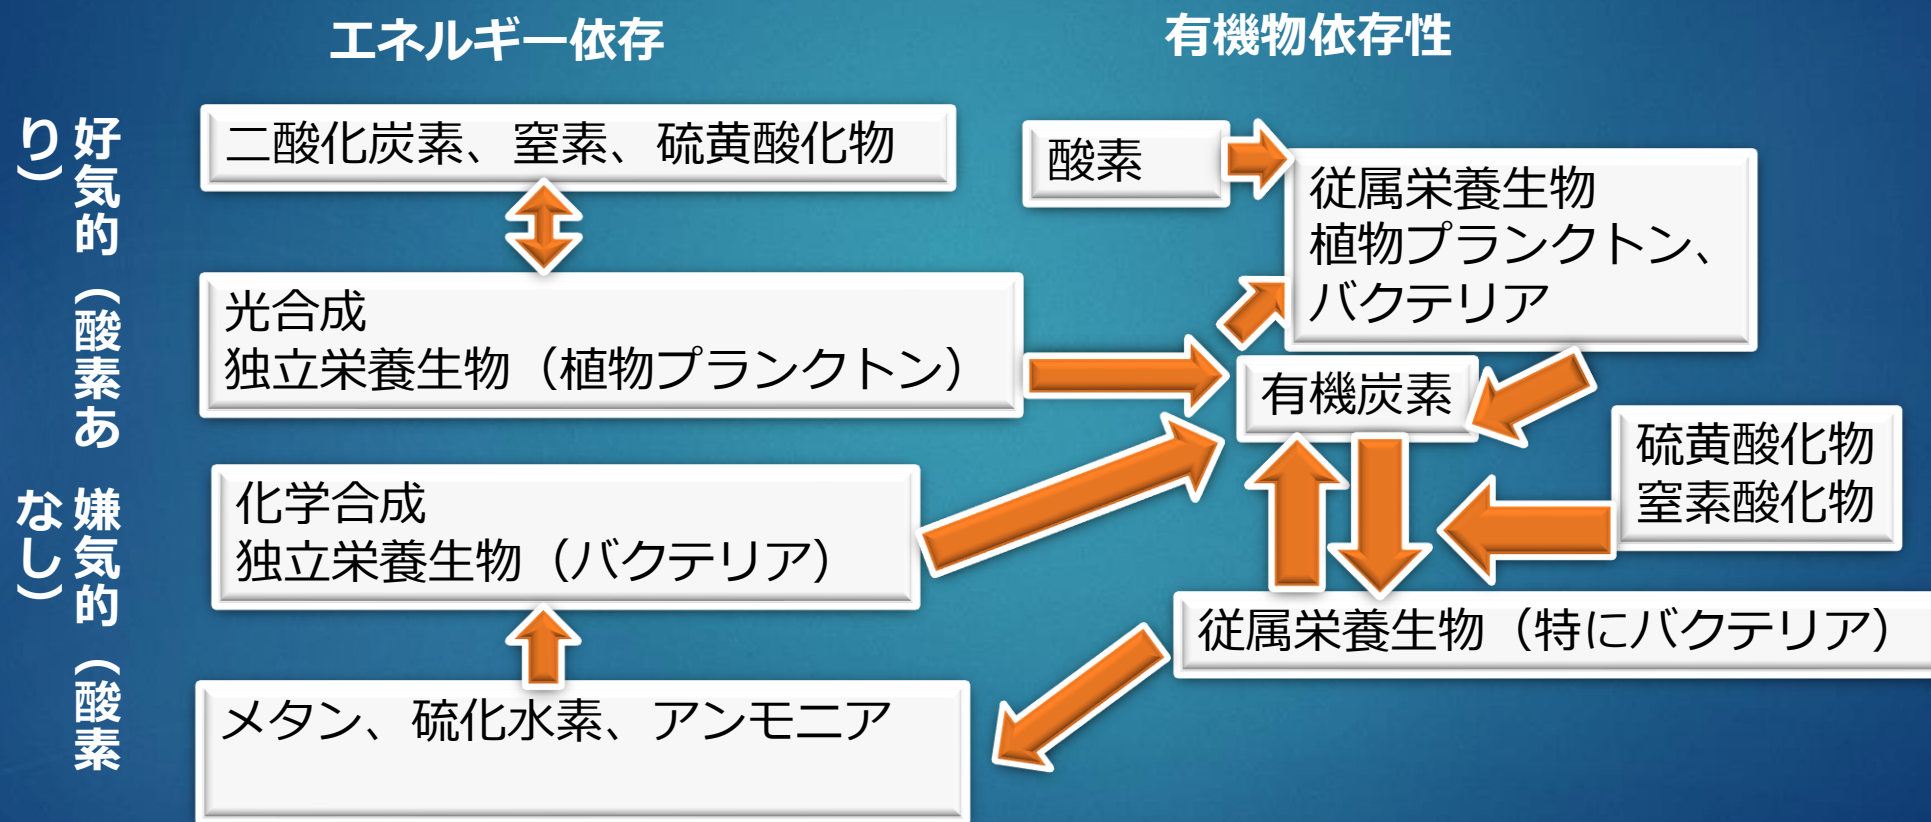 エネルギー依存
有機物依存性
好気的（酸素あ
り）
嫌気的（酸素
なし）
二酸化炭素、窒素、硫黄酸化物
光合成
独立栄養生物（植物プランクトン）
化学合成
独立栄養生物（バクテリア）
メタン、硫化水素、アンモニア
酸素
従属栄養生物
植物プランクトン、
バクテリア
有機炭素
硫黄酸化物
窒素酸化物
従属栄養生物（特にバクテリア）